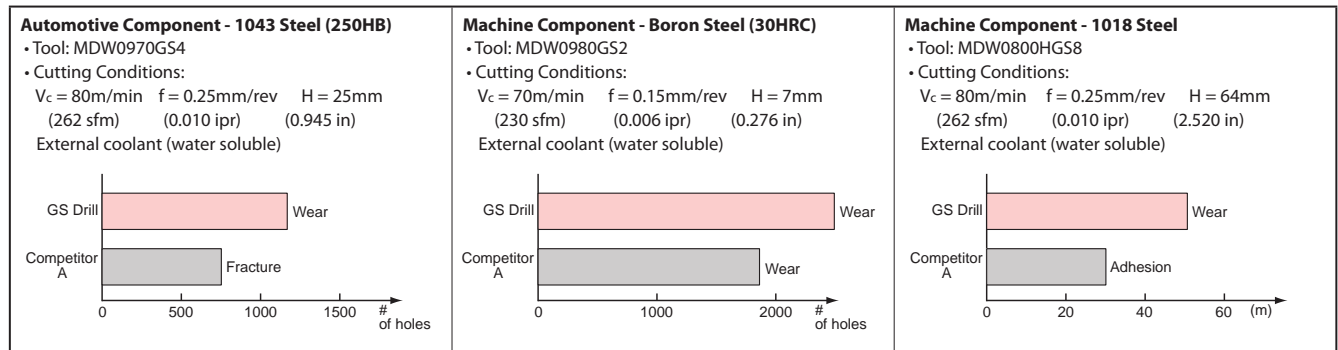 Automotive Component - 1043 Steel (250HB)
• Tool: MDW0970GS4
• Cutting Conditions:
Vc = 80m/min f = 0.25mm/rev H = 25mm
(262 sfm) (0.010 ipr) (0.945 in)
External coolant (water soluble)
GS Drill
Wear
Competitor
A
Fracture
0 500 1000 1500 #
of holes
Machine Component - Boron Steel (30HRC)
• Tool: MDW0980GS2
• Cutting Conditions:
Vc = 70m/min f = 0.15mm/rev H = 7mm
(230 sfm) (0.006 ipr) (0.276 in)
External coolant (water soluble)
GS Drill
Wear
Competitor
A
Wear
0 1000 2000 #
of holes
Machine Component - 1018 Steel
• Tool: MDW0800HGS8
• Cutting Conditions:
Vc = 80m/min f = 0.25mm/rev H = 64mm
(262 sfm) (0.010 ipr) (2.520 in)
External coolant (water soluble)
GS Drill
Wear
Competitor
A
Adhesion
0 20 40 60 (m)